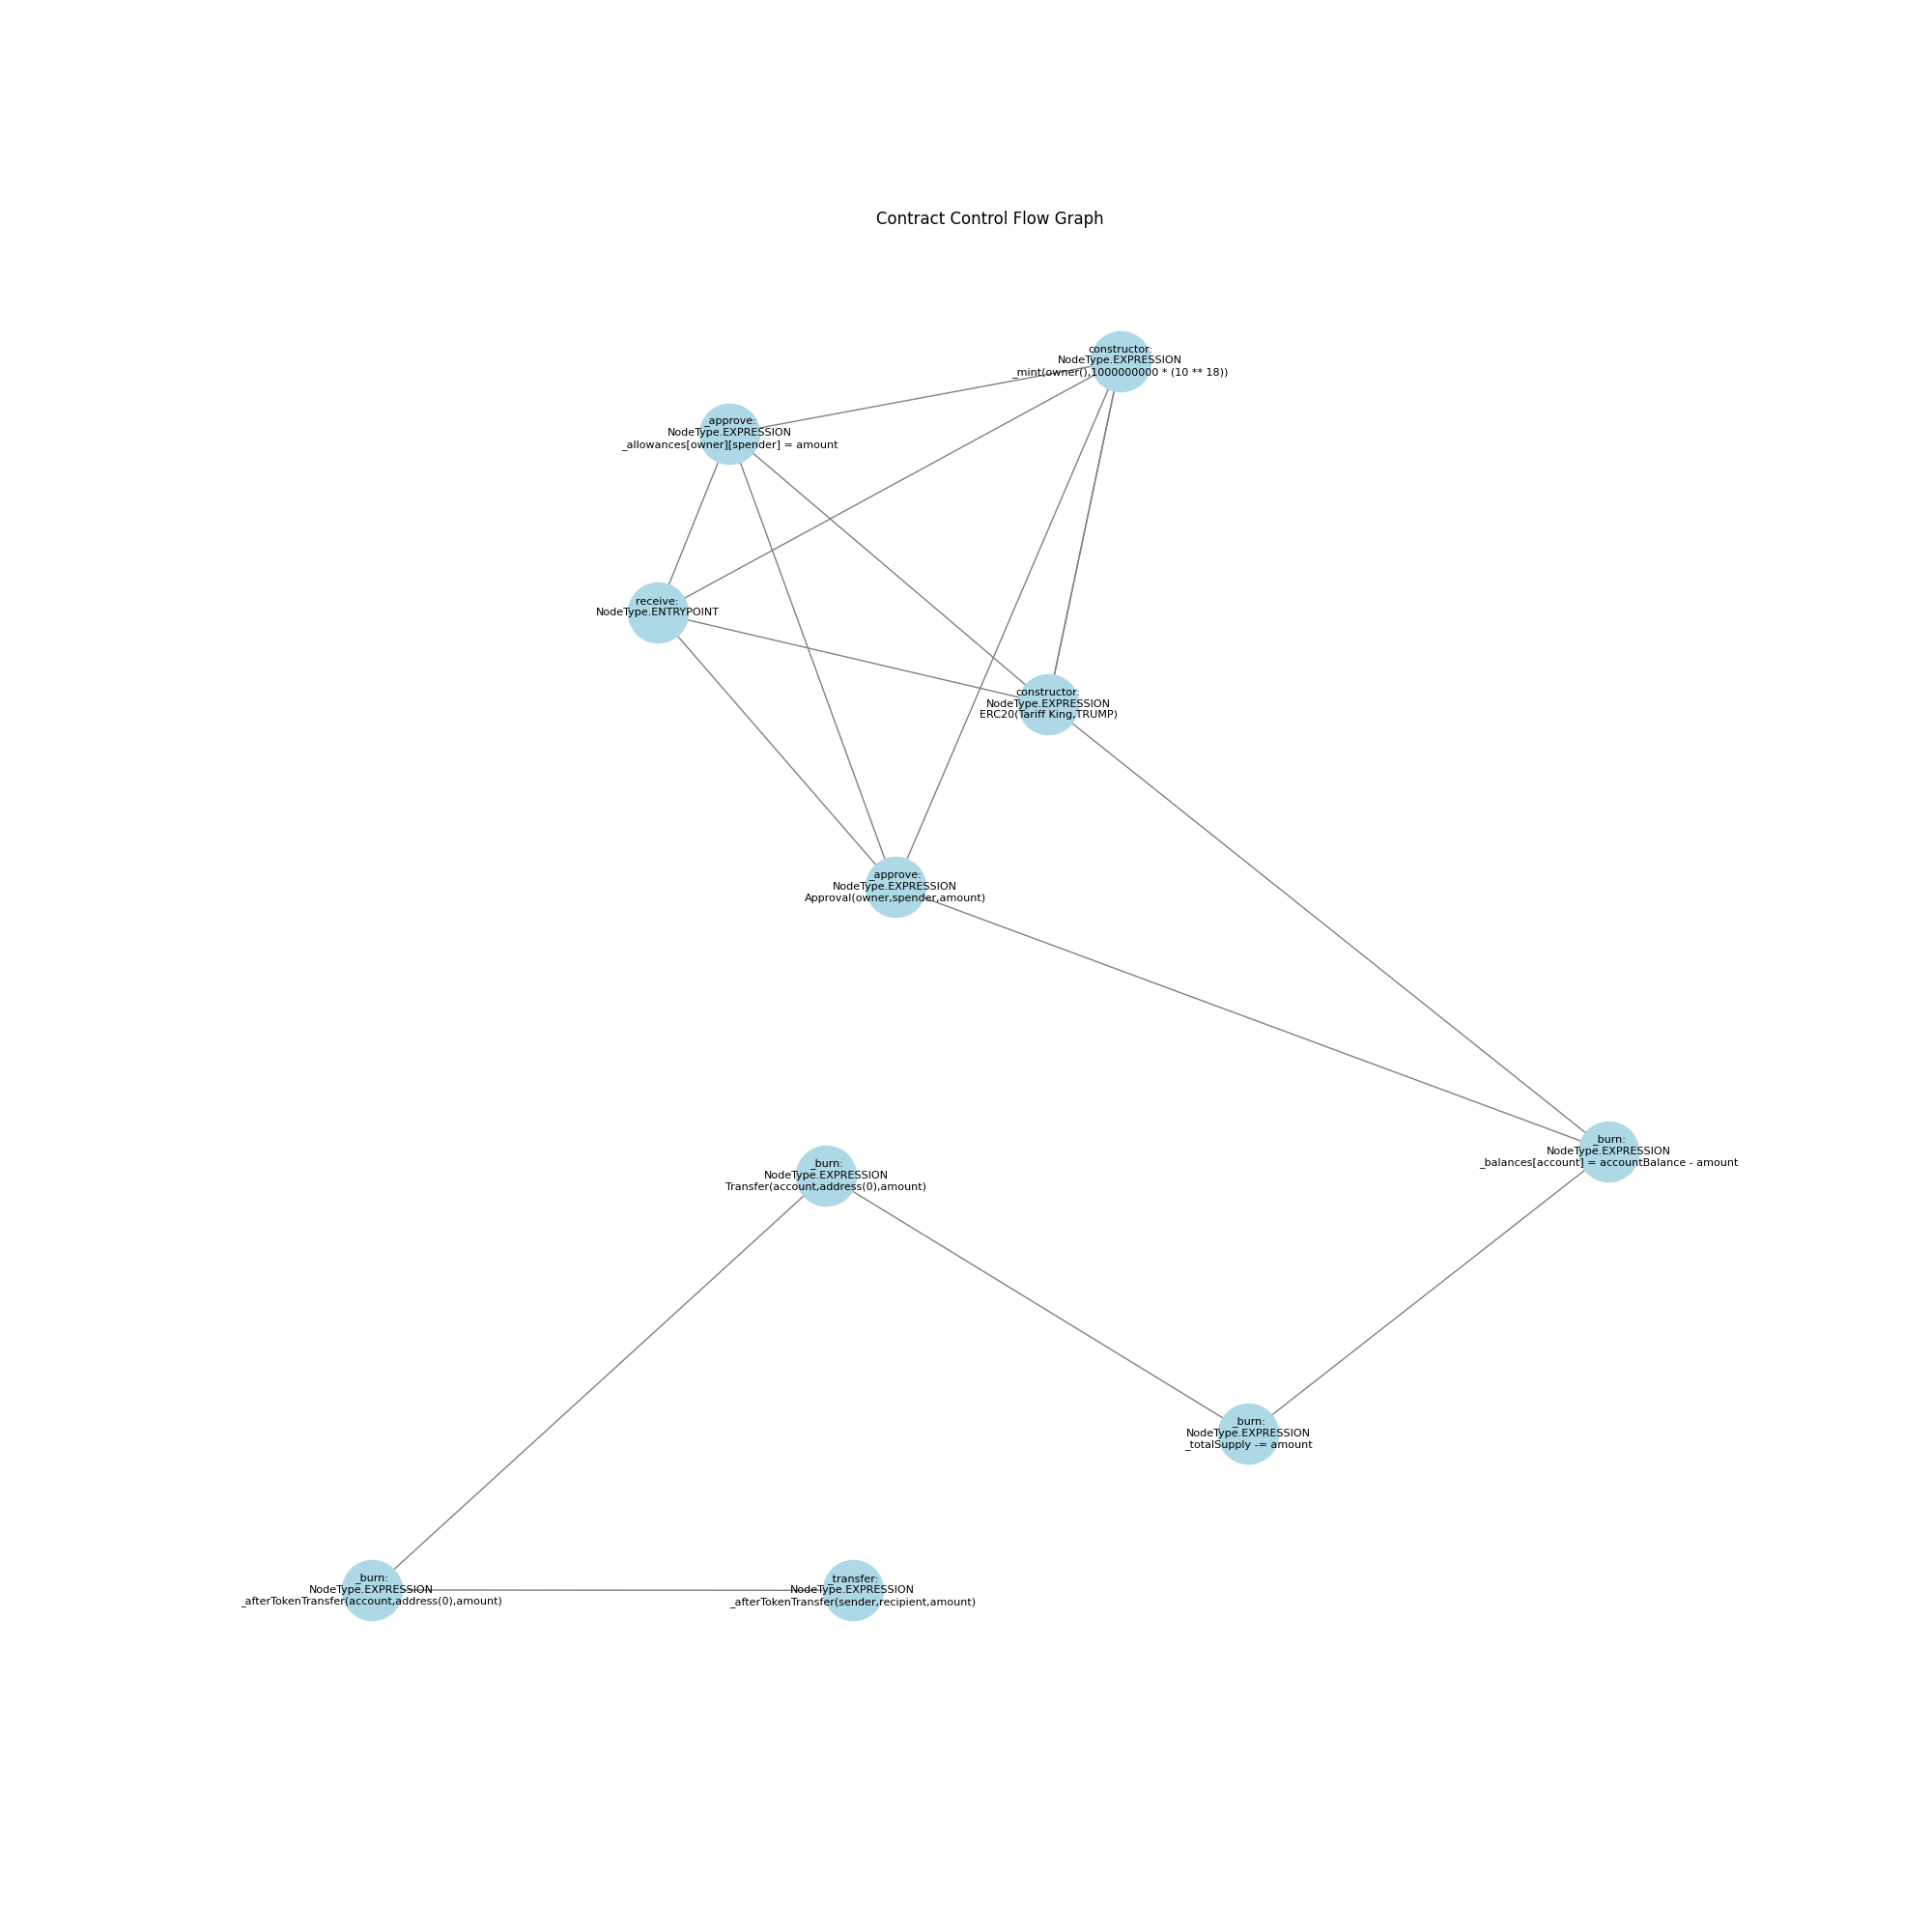 Contract Control Flow Graph
constructor:
NodeType.EXPRESSION
_mint(owner(),1000000000 * (10 ** 18))
_approve:
NodeType.EXPRESSION
_allowances[owner][spender] = amount
receive:
NodeType.ENTRYPOINT
constructor:
NodeType.EXPRESSION
ERC20(Tariff King,TRUMP)
_approve:
NodeType.EXPRESSION
Approval(owner,spender,amount)
_burn:
NodeType.EXPRESSION
_balances[account] = accountBalance - amount
_burn:
NodeType.EXPRESSION
Transfer(account,address(0),amount)
_burn:
NodeType.EXPRESSION
_totalSupply -= amount
_burn:
NodeType.EXPRESSION
_afterTokenTransfer(account,address(0),amount)
_transfer:
NodeType.EXPRESSION
_afterTokenTransfer(sender,recipient,amount)